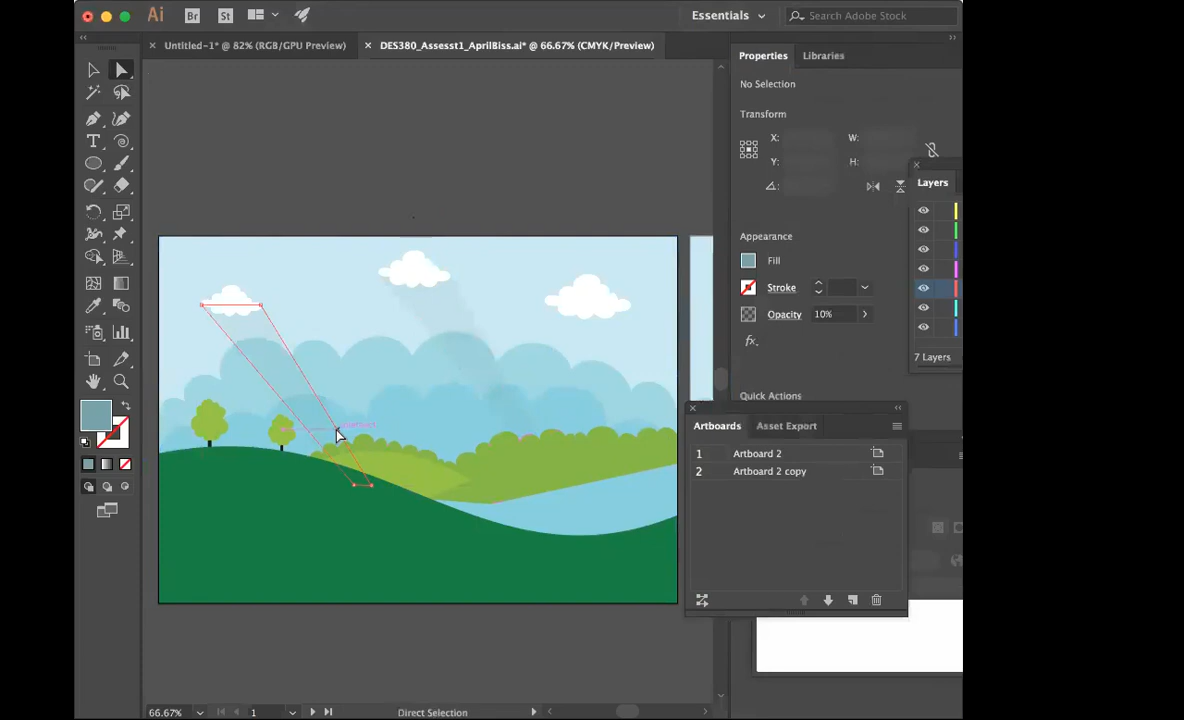 Ai Br St Essentials Search Adobe Stock
Untitled-1* @ 82% (RGB/GPU Preview) DES380_Assesst1_AprilBiss.ai* @ 66.67% (CMYK/Preview)
Properties Libraries
No Selection
Transform
X: W:
Y: H:
Layers
Appearance
Fill
Stroke
Opacity 10%
fx.
7 Layers
Quick Actions
Artboards Asset Export
1 Artboard 2
2 Artboard 2 copy
66.67% 1 Direct Selection